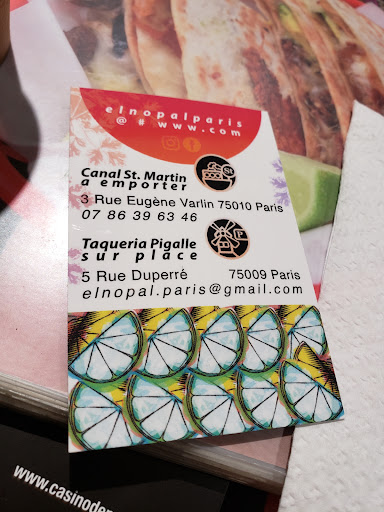 elnopalparis
@ # www.com
Canal St. Martin
a emporter
St
3 Rue Eugène Varlin 75010 Paris
07 86 39 63 46
Taqueria Pigalle
sur place
P
5 Rue Duperré 75009 Paris
elnopal.paris@gmail.com
www.casinode